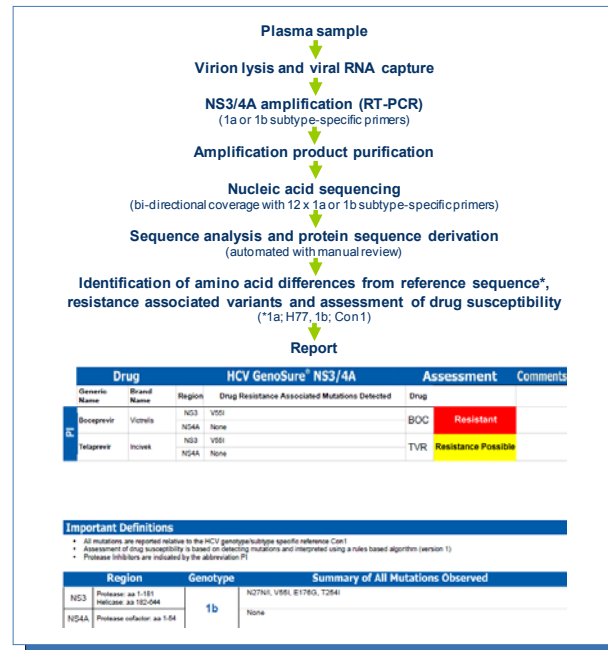 Plasma sample
Virion lysis and viral RNA capture
NS3/4A amplification (RT-PCR)
(1a or 1b subtype-specific primers)
Amplification product purification
Nucleic acid sequencing
(bi-directional coverage with 12 x 1a or 1b subtype-specific primers)
Sequence analysis and protein sequence derivation
(automated with manual review)
Identification of amino acid differences from reference sequence*,
resistance associated variants and assessment of drug susceptibility
(*1a; H77, 1b; Con1)
Report
Drug HCV GenoSure® NS3/4A Assessment Comments
Generic Name Brand Name Region Drug Resistance Associated Mutations Detected Drug
PI
Boceprevir Victrelis NS3 V55I BOC Resistant
NS4A None
Telaprevir Incivek NS3 V55I TVR Resistance Possible
NS4A None
Important Definitions
• All mutations are reported relative to the HCV genotype/subtype specific reference Con1
• Assessment of drug susceptibility is based on detecting mutations and interpreted using a rules based algorithm (version 1)
• Protease Inhibitors are indicated by the abbreviation PI
Region Genotype Summary of All Mutations Observed
NS3 Protease: aa 1-181 1b N27N/I, V55I, E176G, T254I
Helicase: aa 182-644
NS4A Protease cofactor: aa 1-54 None